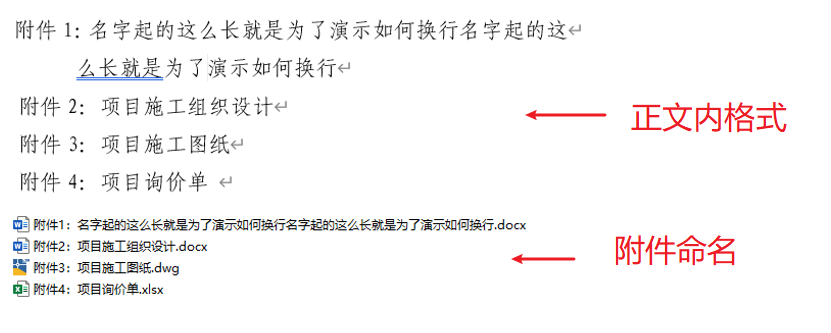 附件 1：名字起的这么长就是为了演示如何换行名字起的这↵
么长就是为了演示如何换行↵
附件 2：项目施工组织设计↵
附件 3：项目施工图纸↵
附件 4：项目询价单 ↵
正文内格式
附件1：名字起的这么长就是为了演示如何换行名字起的这么长就是为了演示如何换行.docx
附件2：项目施工组织设计.docx
附件3：项目施工图纸.dwg
附件4：项目询价单.xlsx
附件命名